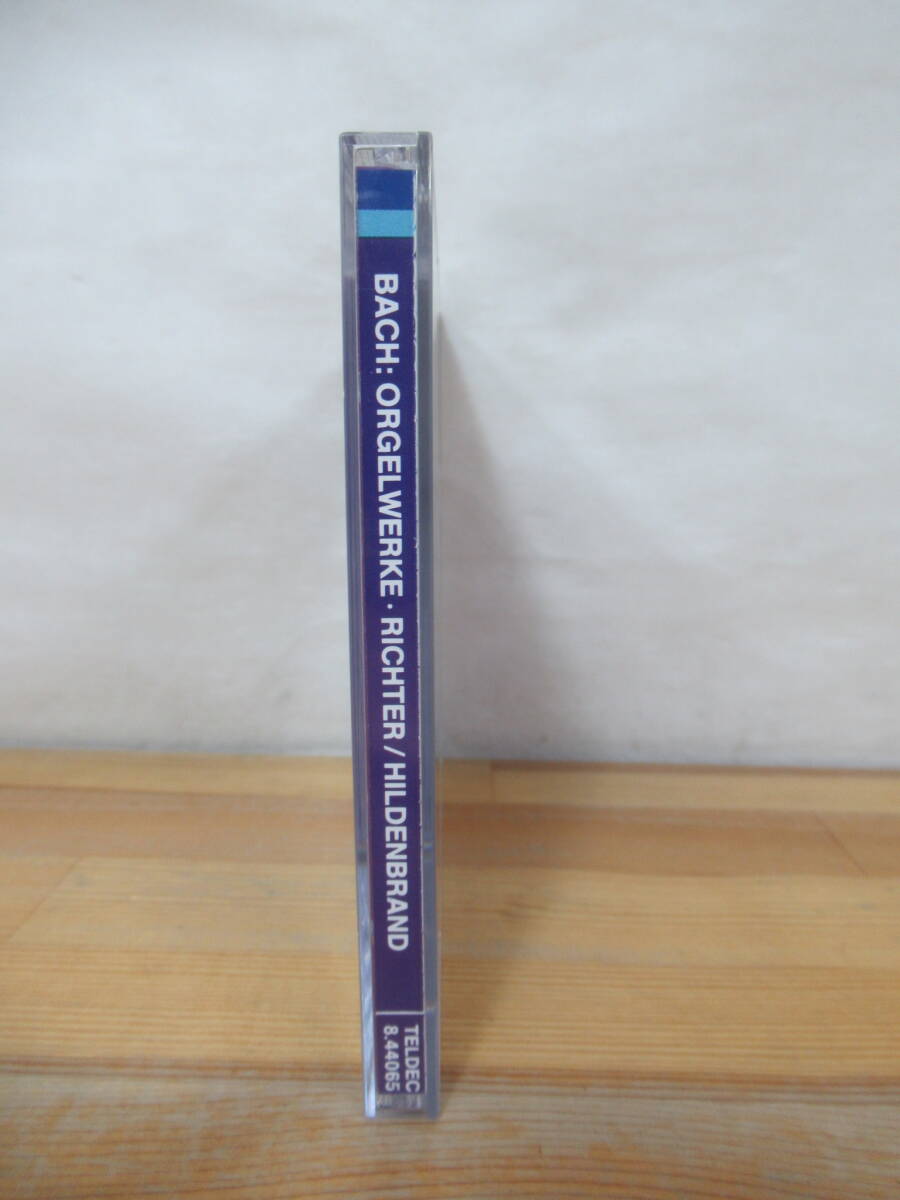 BACH: ORGELWERKE · RICHTER / HILDENBRAND
TELDEC
8.44065